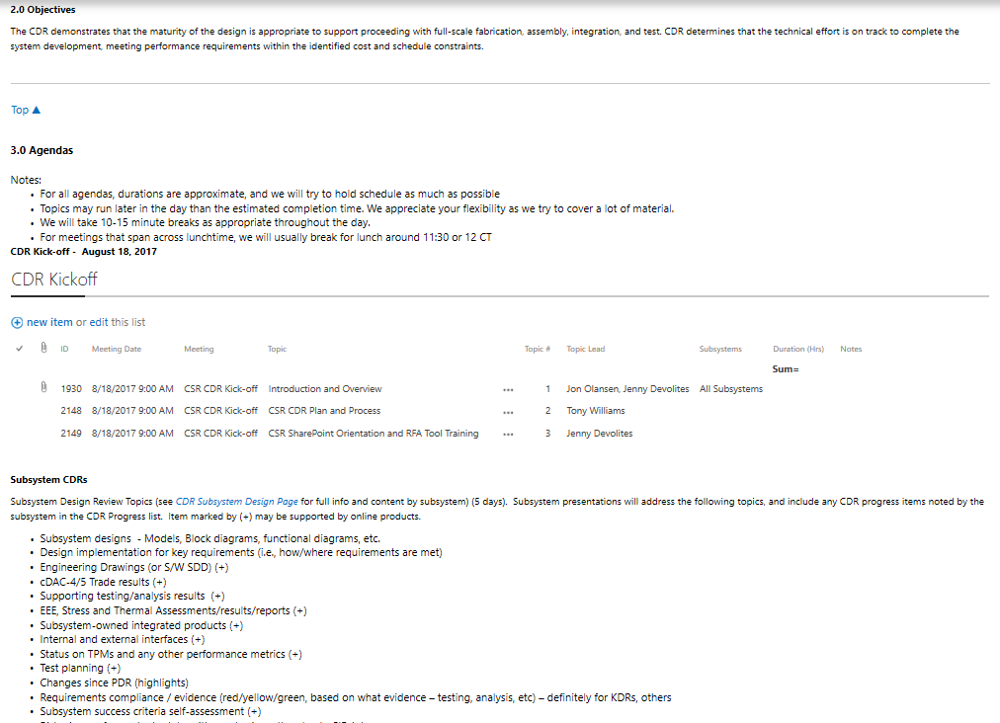 2.0 Objectives
The CDR demonstrates that the maturity of the design is appropriate to support proceeding with full-scale fabrication, assembly, integration, and test. CDR determines that the technical effort is on track to complete the
system development, meeting performance requirements within the identified cost and schedule constraints.
Top ▲
3.0 Agendas
Notes:
• For all agendas, durations are approximate, and we will try to hold schedule as much as possible
• Topics may run later in the day than the estimated completion time. We appreciate your flexibility as we try to cover a lot of material.
• We will take 10-15 minute breaks as appropriate throughout the day.
• For meetings that span across lunchtime, we will usually break for lunch around 11:30 or 12 CT
CDR Kick-off - August 18, 2017
CDR Kickoff
new item or edit this list
ID Meeting Date Meeting Topic Topic # Topic Lead Subsystems Duration (Hrs) Notes
Sum=
1930 8/18/2017 9:00 AM CSR CDR Kick-off Introduction and Overview ... 1 Jon Olansen, Jenny Devolites All Subsystems
2148 8/18/2017 9:00 AM CSR CDR Kick-off CSR CDR Plan and Process ... 2 Tony Williams
2149 8/18/2017 9:00 AM CSR CDR Kick-off CSR SharePoint Orientation and RFA Tool Training ... 3 Jenny Devolites
Subsystem CDRs
Subsystem Design Review Topics (see CDR Subsystem Design Page for full info and content by subsystem) (5 days). Subsystem presentations will address the following topics, and include any CDR progress items noted by the
subsystem in the CDR Progress list. Item marked by (+) may be supported by online products.
• Subsystem designs - Models, Block diagrams, functional diagrams, etc.
• Design implementation for key requirements (i.e., how/where requirements are met)
• Engineering Drawings (or S/W SDD) (+)
• cDAC-4/5 Trade results (+)
• Supporting testing/analysis results (+)
• EEE, Stress and Thermal Assessments/results/reports (+)
• Subsystem-owned integrated products (+)
• Internal and external interfaces (+)
• Status on TPMs and any other performance metrics (+)
• Test planning (+)
• Changes since PDR (highlights)
• Requirements compliance / evidence (red/yellow/green, based on what evidence – testing, analysis, etc) – definitely for KDRs, others
• Subsystem success criteria self-assessment (+)